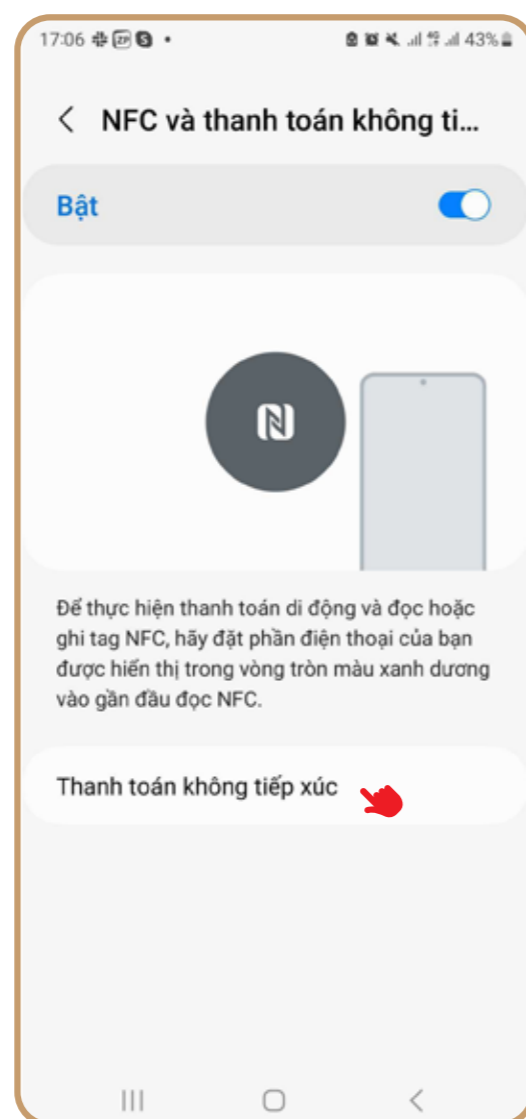 17:06
43%
NFC và thanh toán không ti...
Bật
Để thực hiện thanh toán di động và đọc hoặc
ghi tag NFC, hãy đặt phần điện thoại của bạn
được hiển thị trong vòng tròn màu xanh dương
vào gần đầu đọc NFC.
Thanh toán không tiếp xúc